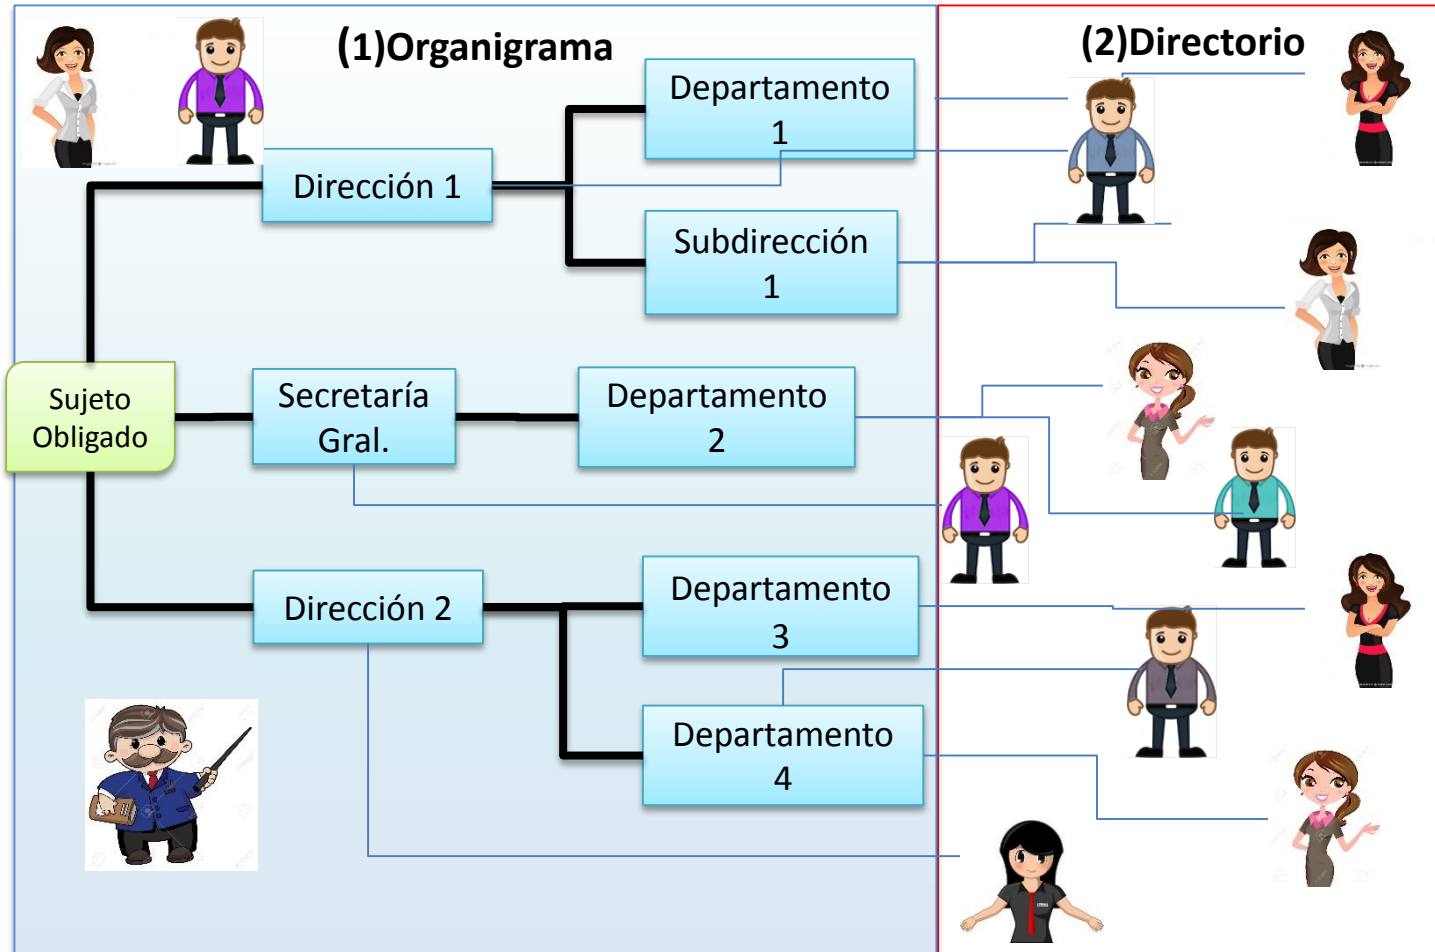 (1)Organigrama
(2)Directorio
Departamento
1
Dirección 1
Subdirección
1
Sujeto
Obligado
Secretaría
Gral.
Departamento
2
Dirección 2
Departamento
3
Departamento
4